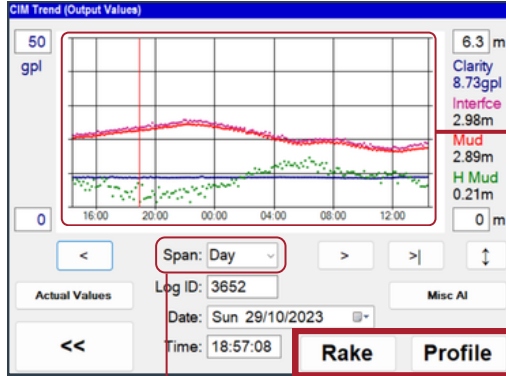 CIM Trend (Output Values)
50
gpl
0
16:00 20:00 00:00 04:00 08:00 12:00
6.3 m
Clarity
8.73gpl
Interfce
2.98m
Mud
2.89m
H Mud
0.21m
0 m
< Span: Day > >| ↕
Actual Values Log ID: 3652 Misc AI
Date: Sun 29/10/2023
<< Time: 18:57:08 Rake Profile